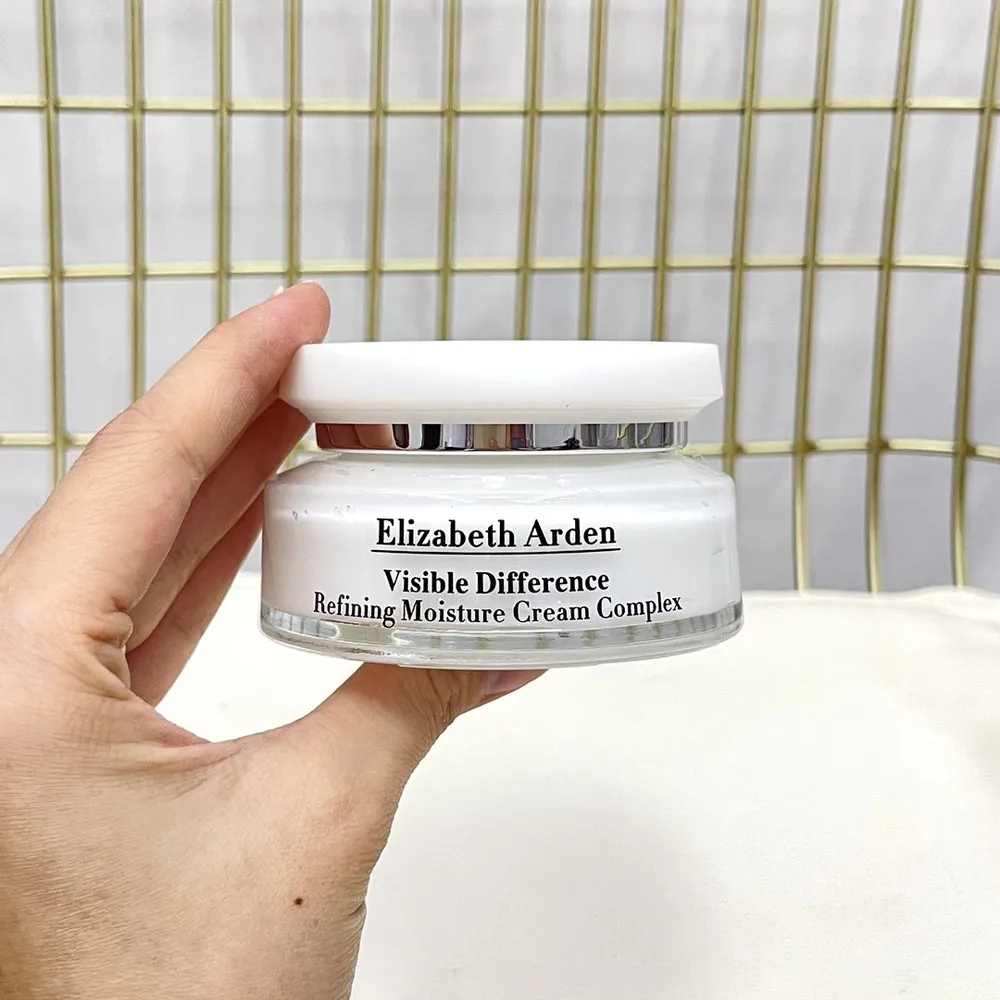 Elizabeth Arden
Visible Difference
Refining Moisture Cream Complex